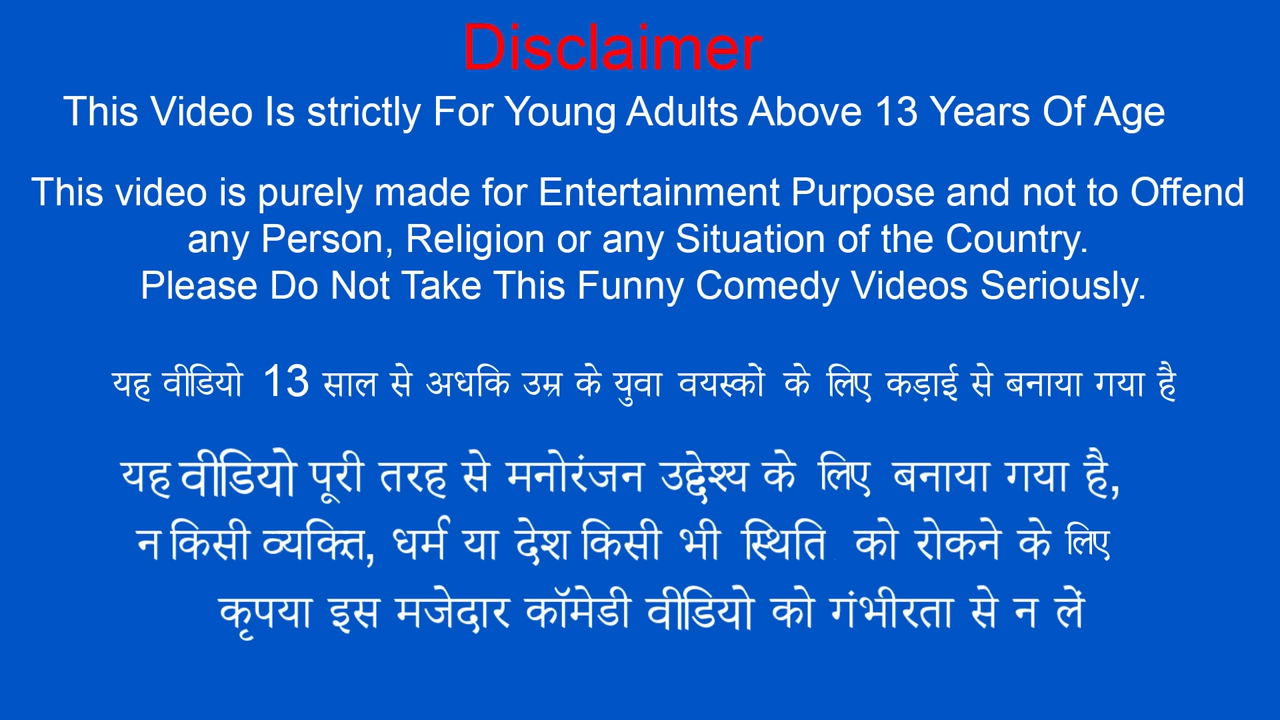 Disclaimer
This Video Is strictly For Young Adults Above 13 Years Of Age
This video is purely made for Entertainment Purpose and not to Offend
any Person, Religion or any Situation of the Country.
Please Do Not Take This Funny Comedy Videos Seriously.
यह वीडियो 13 साल से अधकि उम्र के युवा वयस्कों के लिए कड़ाई से बनाया गया है
यह वीडियो पूरी तरह से मनोरंजन उद्देश्य के लिए बनाया गया है,
न किसी व्यक्ति, धर्म या देश किसी भी स्थिति को रोकने के लिए
कृपया इस मजेदार कॉमेडी वीडियो को गंभीरता से न लें